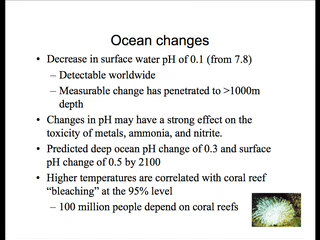 Ocean changes
• Decrease in surface water pH of 0.1 (from 7.8)
– Detectable worldwide
– Measurable change has penetrated to >1000m
depth
• Changes in pH may have a strong effect on the
toxicity of metals, ammonia, and nitrite.
• Predicted deep ocean pH change of 0.3 and surface
pH change of 0.5 by 2100
• Higher temperatures are correlated with coral reef
“bleaching” at the 95% level
– 100 million people depend on coral reefs